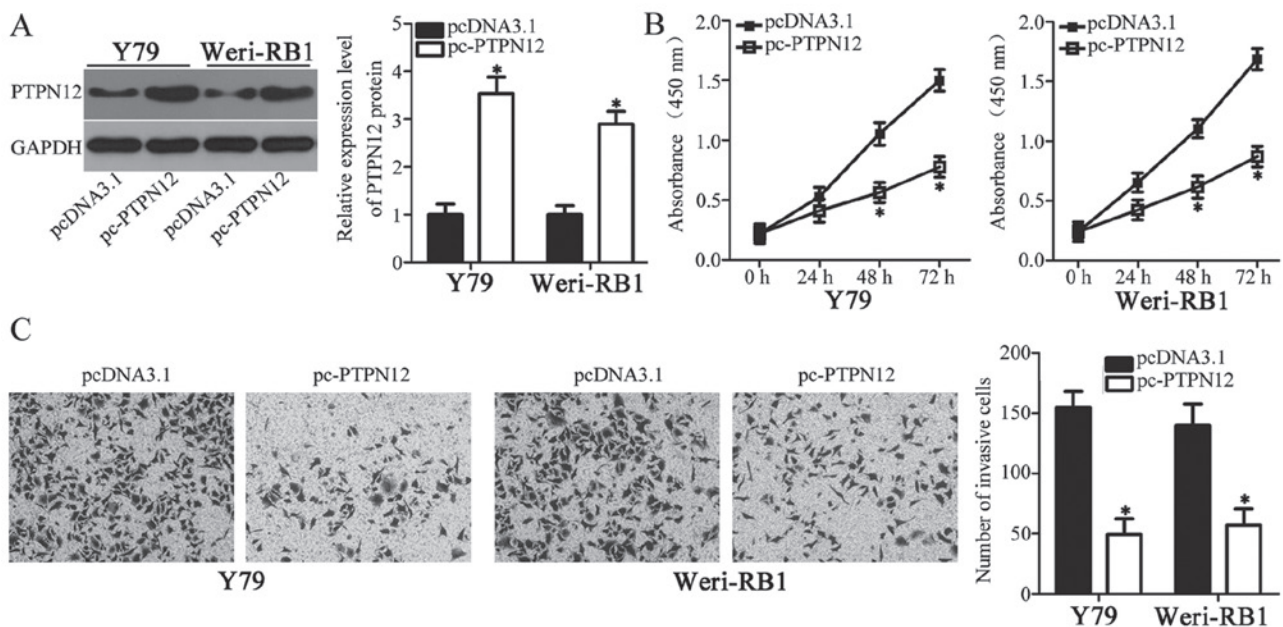 A
Y79 Weri-RB1
PTPN12
GAPDH
pcDNA3.1
pc-PTPN12
pcDNA3.1
pc-PTPN12
Relative expression level
of PTPN12 protein
5
4
3
2
1
0
pcDNA3.1
pc-PTPN12
* *
Y79 Weri-RB1
B
Absorbance (450 nm)
2.0
1.5
1.0
0.5
0.0
pcDNA3.1
pc-PTPN12
* *
0 h 24 h 48 h 72 h
Y79
Absorbance (450 nm)
2.0
1.5
1.0
0.5
0.0
pcDNA3.1
pc-PTPN12
* *
0 h 24 h 48 h 72 h
Weri-RB1
C
pcDNA3.1 pc-PTPN12 pcDNA3.1 pc-PTPN12
Y79 Weri-RB1
Number of invasive cells
200
150
100
50
0
pcDNA3.1
pc-PTPN12
* *
Y79 Weri-RB1